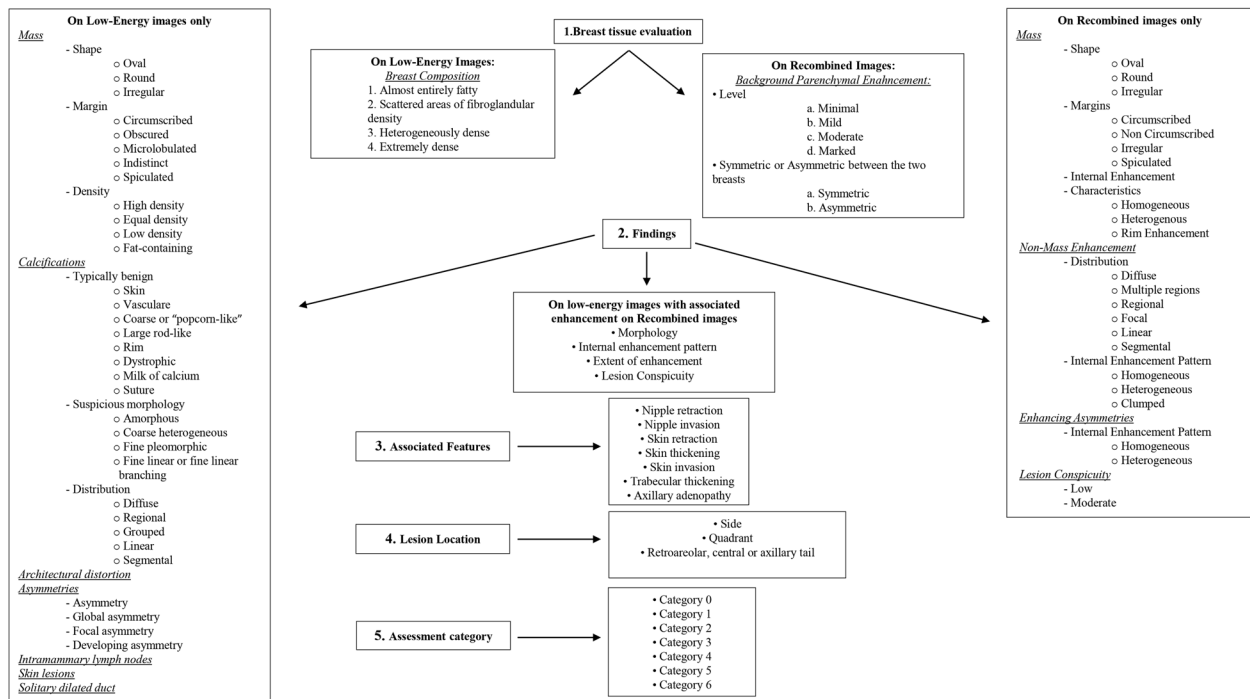 On Low-Energy images only
Mass
- Shape
o Oval
o Round
o Irregular
- Margin
o Circumscribed
o Obscured
o Microlobulated
o Indistinct
o Spiculated
- Density
o High density
o Equal density
o Low density
o Fat-containing
Calcifications
- Typically benign
o Skin
o Vasculare
o Coarse or “popcorn-like”
o Large rod-like
o Rim
o Dystrophic
o Milk of calcium
o Suture
- Suspicious morphology
o Amorphous
o Coarse heterogeneous
o Fine pleomorphic
o Fine linear or fine linear
branching
- Distribution
o Diffuse
o Regional
o Grouped
o Linear
o Segmental
Architectural distortion
Asymmetries
- Asymmetry
- Global asymmetry
- Focal asymmetry
- Developing asymmetry
Intramammary lymph nodes
Skin lesions
Solitary dilated duct
1.Breast tissue evaluation
On Low-Energy Images:
Breast Composition
1. Almost entirely fatty
2. Scattered areas of fibroglandular
density
3. Heterogeneously dense
4. Extremely dense
On Recombined Images:
Background Parenchymal Enahncement:
• Level
a. Minimal
b. Mild
c. Moderate
d. Marked
• Symmetric or Asymmetric between the two
breasts
a. Symmetric
b. Asymmetric
2. Findings
On low-energy images with associated
enhancement on Recombined images
• Morphology
• Internal enhancement pattern
• Extent of enhancement
• Lesion Conspicuity
3. Associated Features
• Nipple retraction
• Nipple invasion
• Skin retraction
• Skin thickening
• Skin invasion
• Trabecular thickening
• Axillary adenopathy
4. Lesion Location
• Side
• Quadrant
• Retroareolar, central or axillary tail
5. Assessment category
• Category 0
• Category 1
• Category 2
• Category 3
• Category 4
• Category 5
• Category 6
On Recombined images only
Mass
- Shape
o Oval
o Round
o Irregular
- Margins
o Circumscribed
o Non Circumscribed
o Irregular
o Spiculated
- Internal Enhancement
- Characteristics
o Homogeneous
o Heterogenous
o Rim Enhancement
Non-Mass Enhancement
- Distribution
o Diffuse
o Multiple regions
o Regional
o Focal
o Linear
o Segmental
- Internal Enhancement Pattern
o Homogeneous
o Heterogeneous
o Clumped
Enhancing Asymmetries
- Internal Enhancement Pattern
o Homogeneous
o Heterogeneous
Lesion Conspicuity
- Low
- Moderate